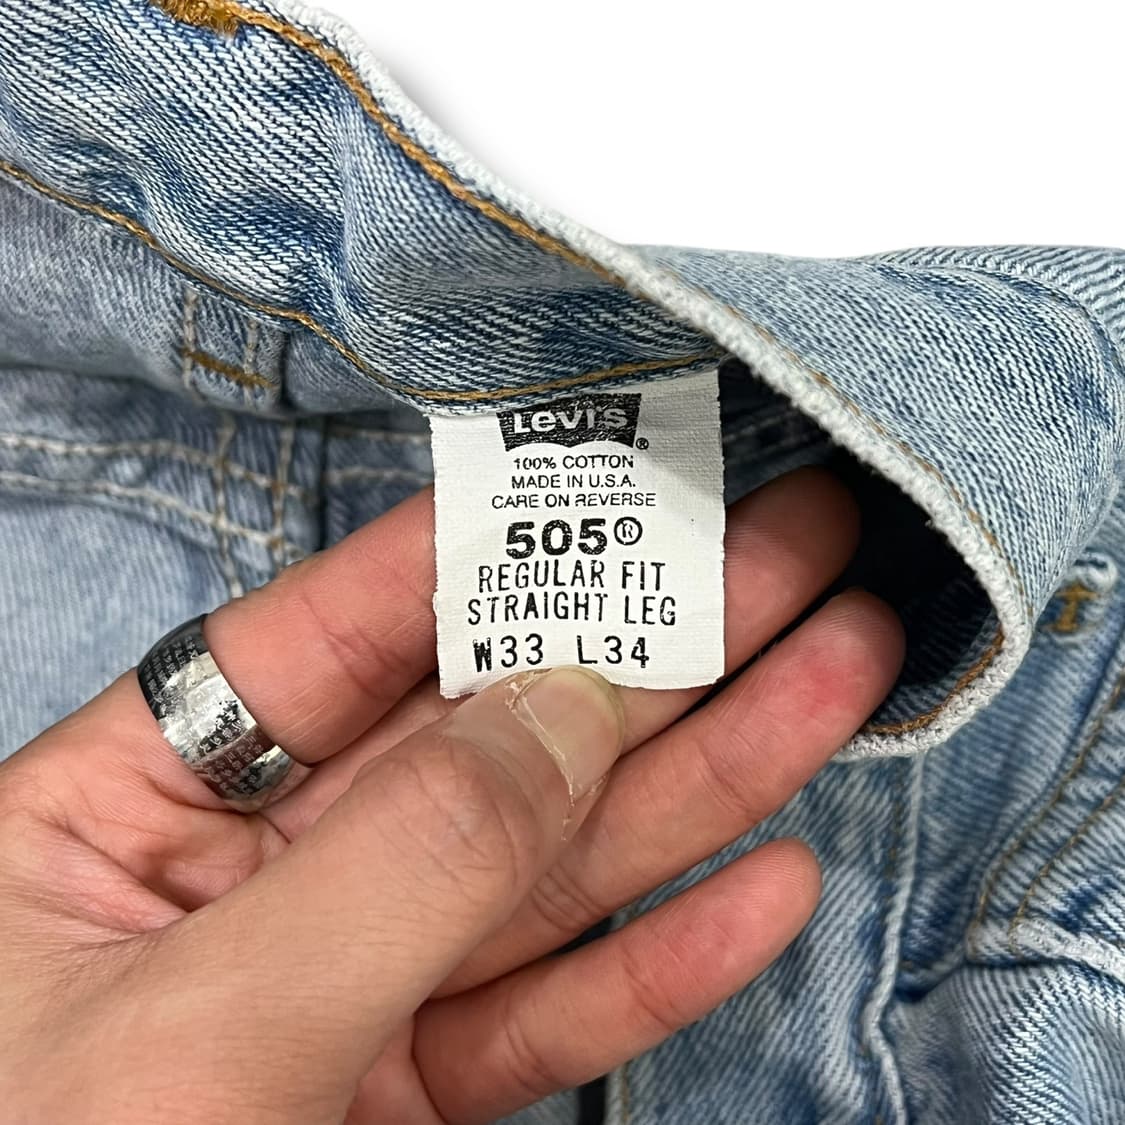 Levi's ®
100% COTTON
MADE IN U.S.A.
CARE ON REVERSE
505®
REGULAR FIT
STRAIGHT LEG
W33 L34